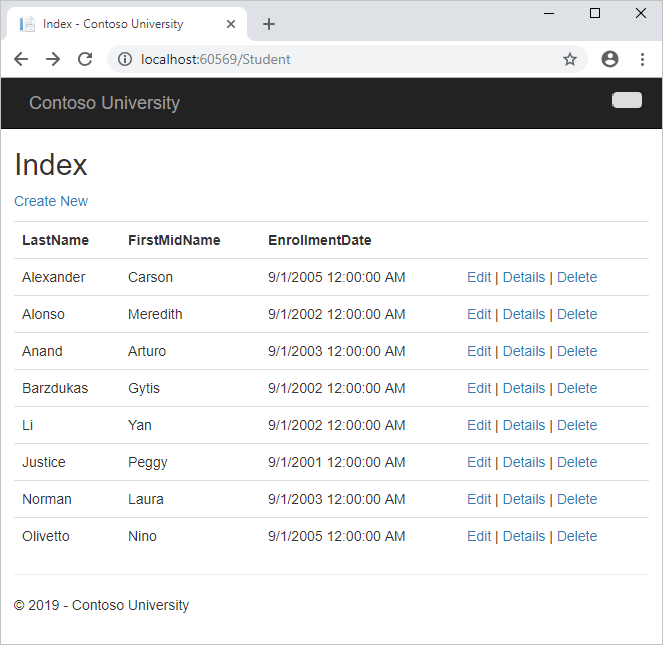 Index - Contoso University
localhost:60569/Student
Contoso University
Index
Create New
LastName FirstMidName EnrollmentDate
Alexander Carson 9/1/2005 12:00:00 AM Edit | Details | Delete
Alonso Meredith 9/1/2002 12:00:00 AM Edit | Details | Delete
Anand Arturo 9/1/2003 12:00:00 AM Edit | Details | Delete
Barzdukas Gytis 9/1/2002 12:00:00 AM Edit | Details | Delete
Li Yan 9/1/2002 12:00:00 AM Edit | Details | Delete
Justice Peggy 9/1/2001 12:00:00 AM Edit | Details | Delete
Norman Laura 9/1/2003 12:00:00 AM Edit | Details | Delete
Olivetto Nino 9/1/2005 12:00:00 AM Edit | Details | Delete
© 2019 - Contoso University